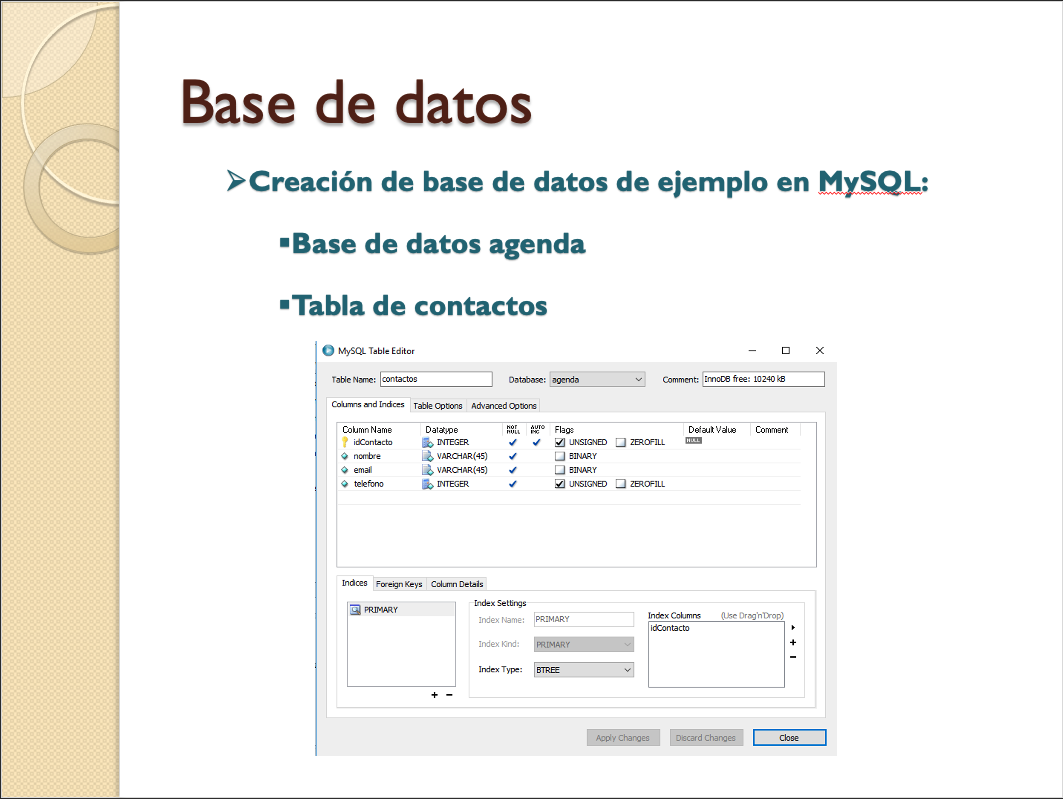 Base de datos
➢Creación de base de datos de ejemplo en MySQL:
▪Base de datos agenda
▪Tabla de contactos
MySQL Table Editor
Table Name: contactos Database: agenda Comment: InnoDB free: 10240 kB
Columns and Indices Table Options Advanced Options
Column Name Datatype NOT NULL AUTO INC Flags Default Value Comment
idContacto INTEGER UNSIGNED ZEROFILL NULL
nombre VARCHAR(45) BINARY
email VARCHAR(45) BINARY
telefono INTEGER UNSIGNED ZEROFILL
Indices Foreign Keys Column Details
PRIMARY
Index Settings
Index Name: PRIMARY
Index Kind: PRIMARY
Index Type: BTREE
Index Columns (Use Drag'n'Drop)
idContacto
Apply Changes Discard Changes Close